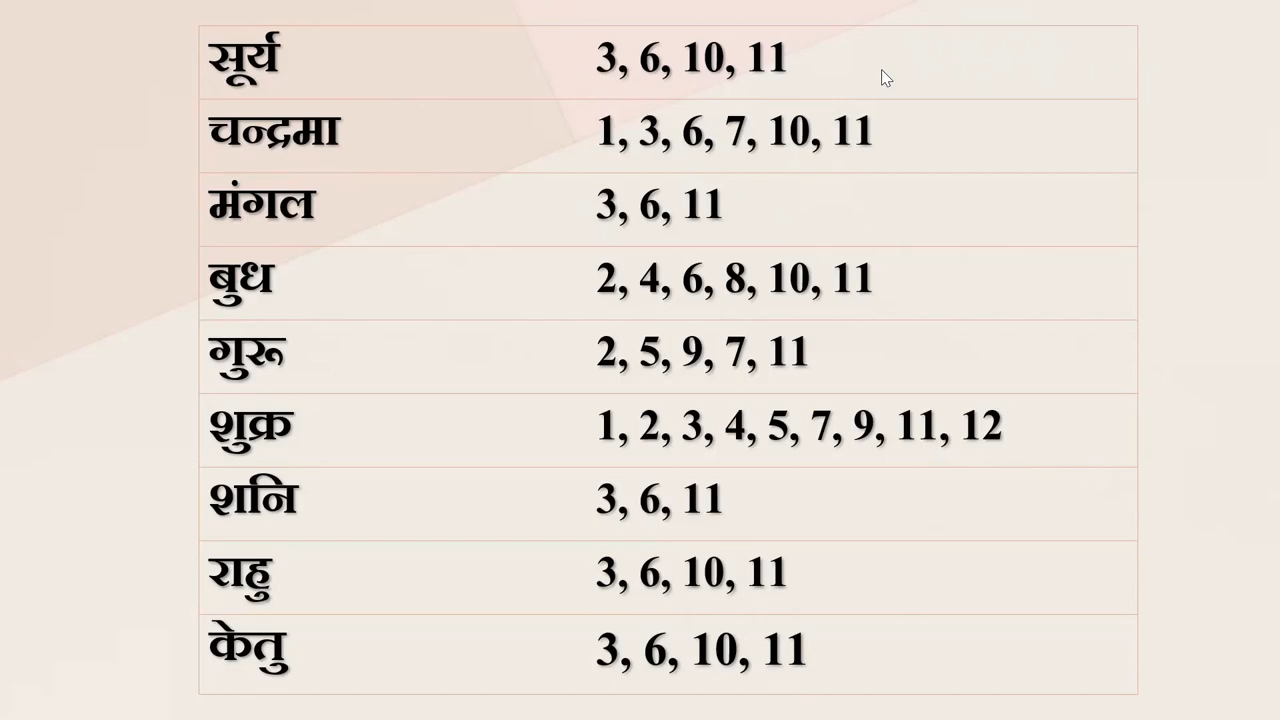 सूर्य 3, 6, 10, 11
चन्द्रमा 1, 3, 6, 7, 10, 11
मंगल 3, 6, 11
बुध 2, 4, 6, 8, 10, 11
गुरू 2, 5, 9, 7, 11
शुक्र 1, 2, 3, 4, 5, 7, 9, 11, 12
शनि 3, 6, 11
राहु 3, 6, 10, 11
केतु 3, 6, 10, 11